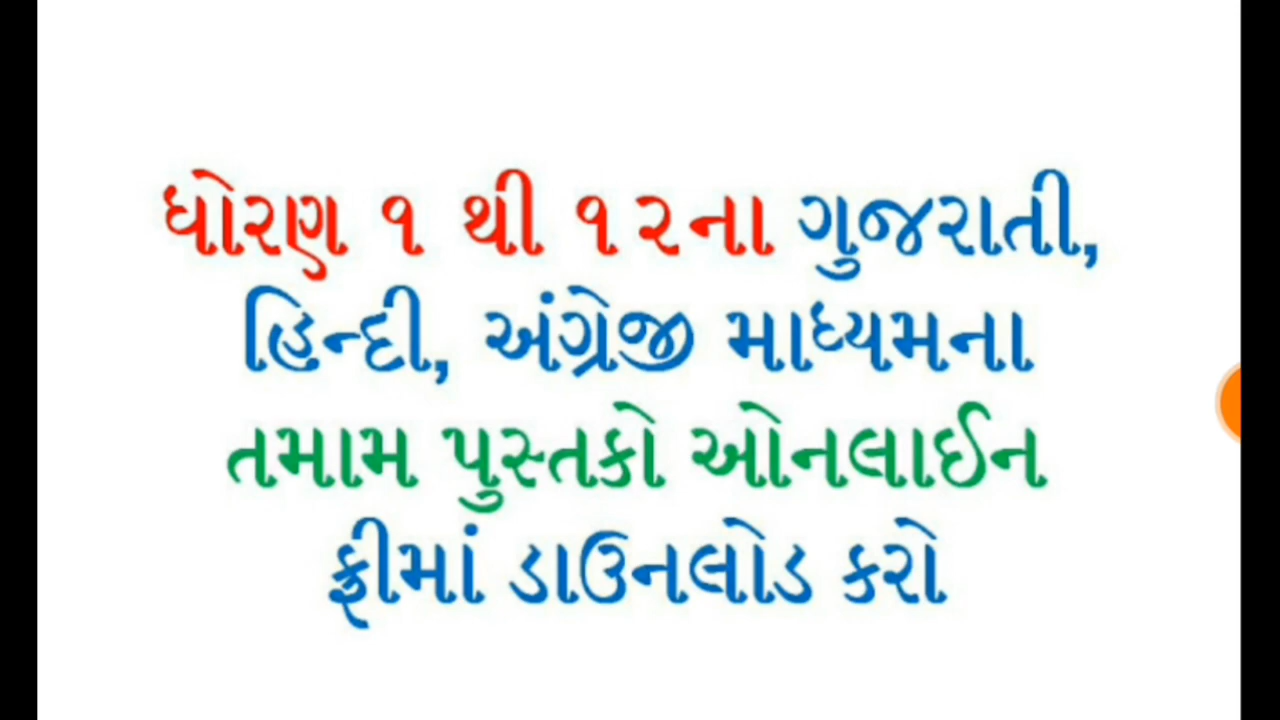 ધોરણ ૧ થી ૧૨ના ગુજરાતી,
હિન્દી, અંગ્રેજી માધ્યમના
તમામ પુસ્તકો ઓનલાઈન
ફ્રીમાં ડાઉનલોડ કરો